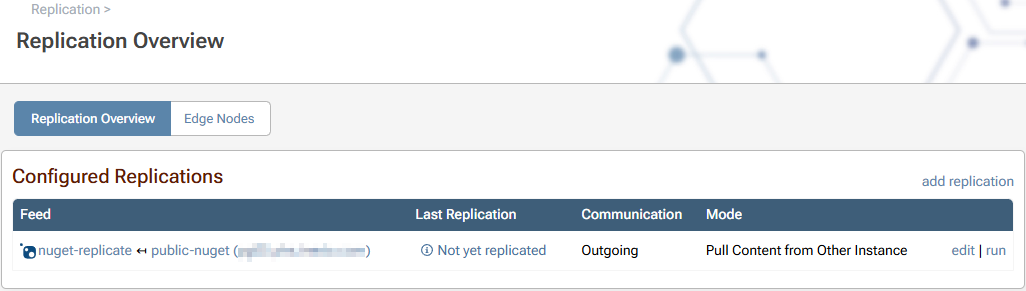 Replication >
Replication Overview
Replication Overview Edge Nodes
Configured Replications
add replication
Feed Last Replication Communication Mode
nuget-replicate ↤ public-nuget ( ) Not yet replicated Outgoing Pull Content from Other Instance edit | run